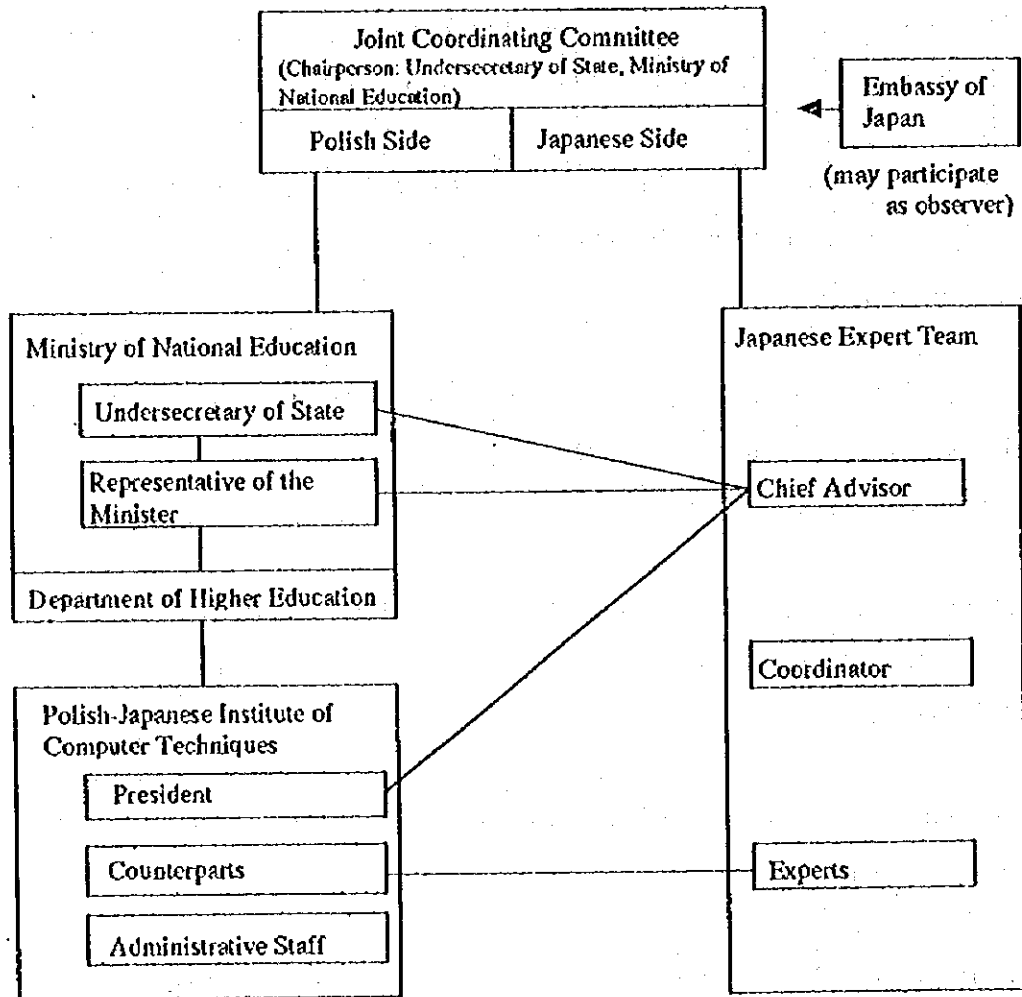 Joint Coordinating Committee
(Chairperson: Undersecretary of State, Ministry of
National Education)
Polish Side
Japanese Side
Embassy of
Japan
(may participate
as observer)
Ministry of National Education
Undersecretary of State
Representative of the
Minister
Department of Higher Education
Polish-Japanese Institute of
Computer Techniques
President
Counterparts
Administrative Staff
Japanese Expert Team
Chief Advisor
Coordinator
Experts